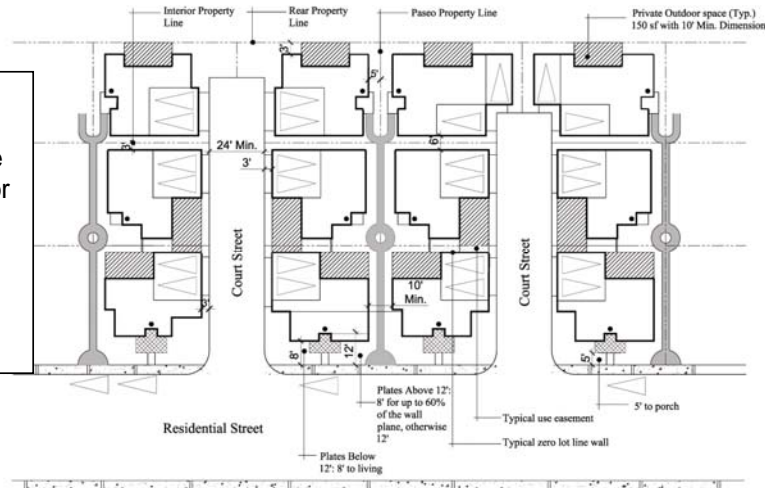 Interior Property
Line
Rear Property
Line
Paseo Property Line
Private Outdoor space (Typ.)
150 sf with 10' Min. Dimension
3'
5'
3'
24' Min.
3'
6'
Court Street
Court Street
10'
Min.
3'
8'
12'
5'
Plates Above 12':
8' for up to 60%
of the wall
plane, otherwise
12'
5' to porch
Typical use easement
Residential Street
Typical zero lot line wall
Plates Below
12': 8' to living